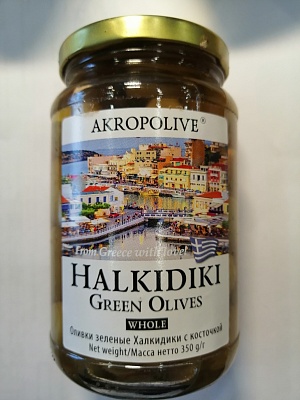 AKROPOLIVE®
From Greece with love!
HALKIDIKI
GREEN OLIVES
WHOLE
Оливки зеленые Халкидики с косточкой
Net weight/Масса нетто 350 g/г